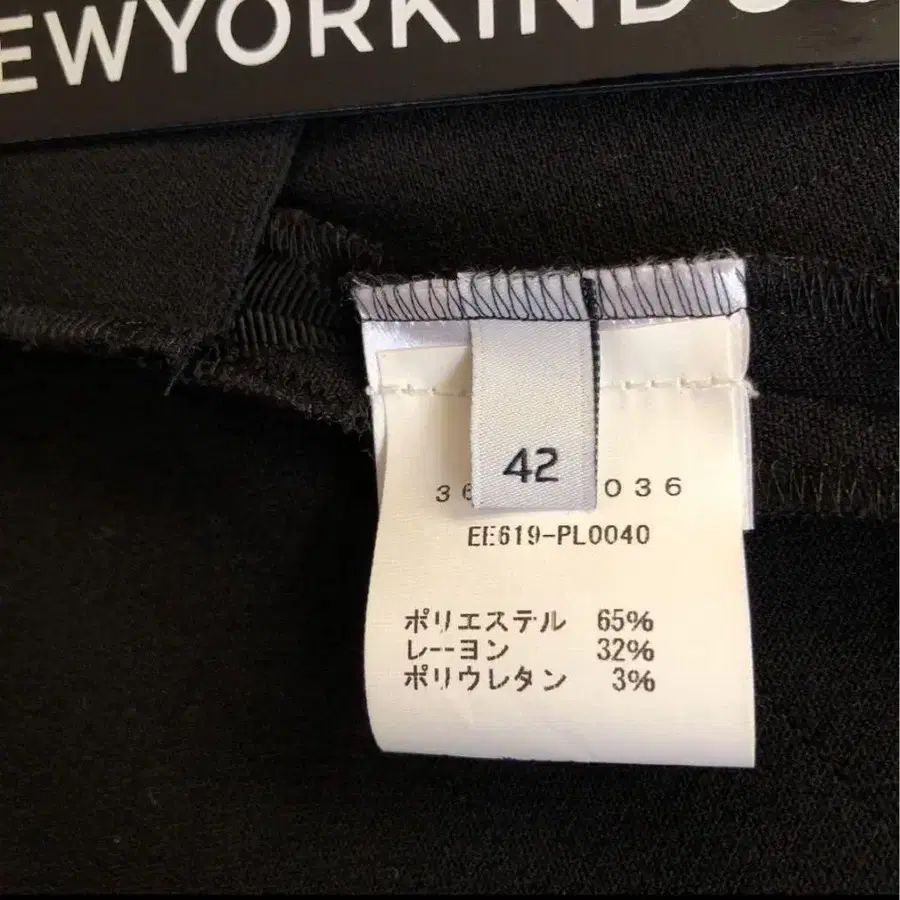 EWYORKINDU
42
36 036
EE619-PL0040
ポリエステル 65%
レーヨン 32%
ポリウレタン 3%